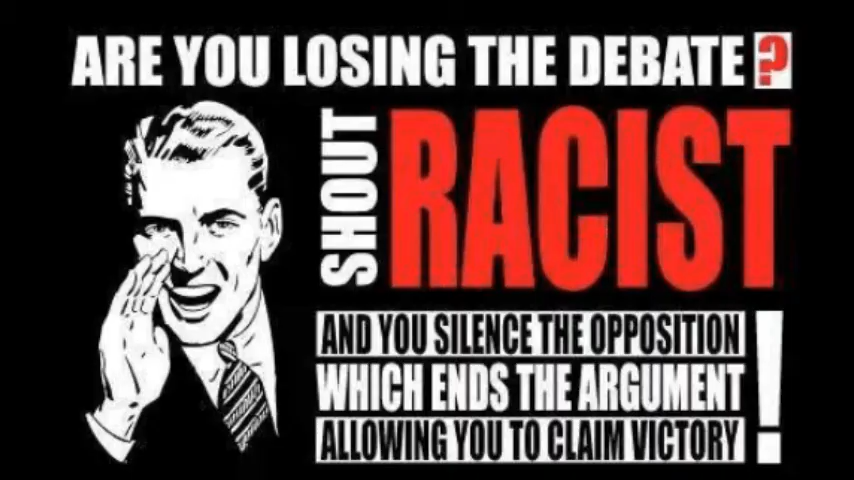 ARE YOU LOSING THE DEBATE?
SHOUT
RACIST
AND YOU SILENCE THE OPPOSITION
WHICH ENDS THE ARGUMENT
ALLOWING YOU TO CLAIM VICTORY!